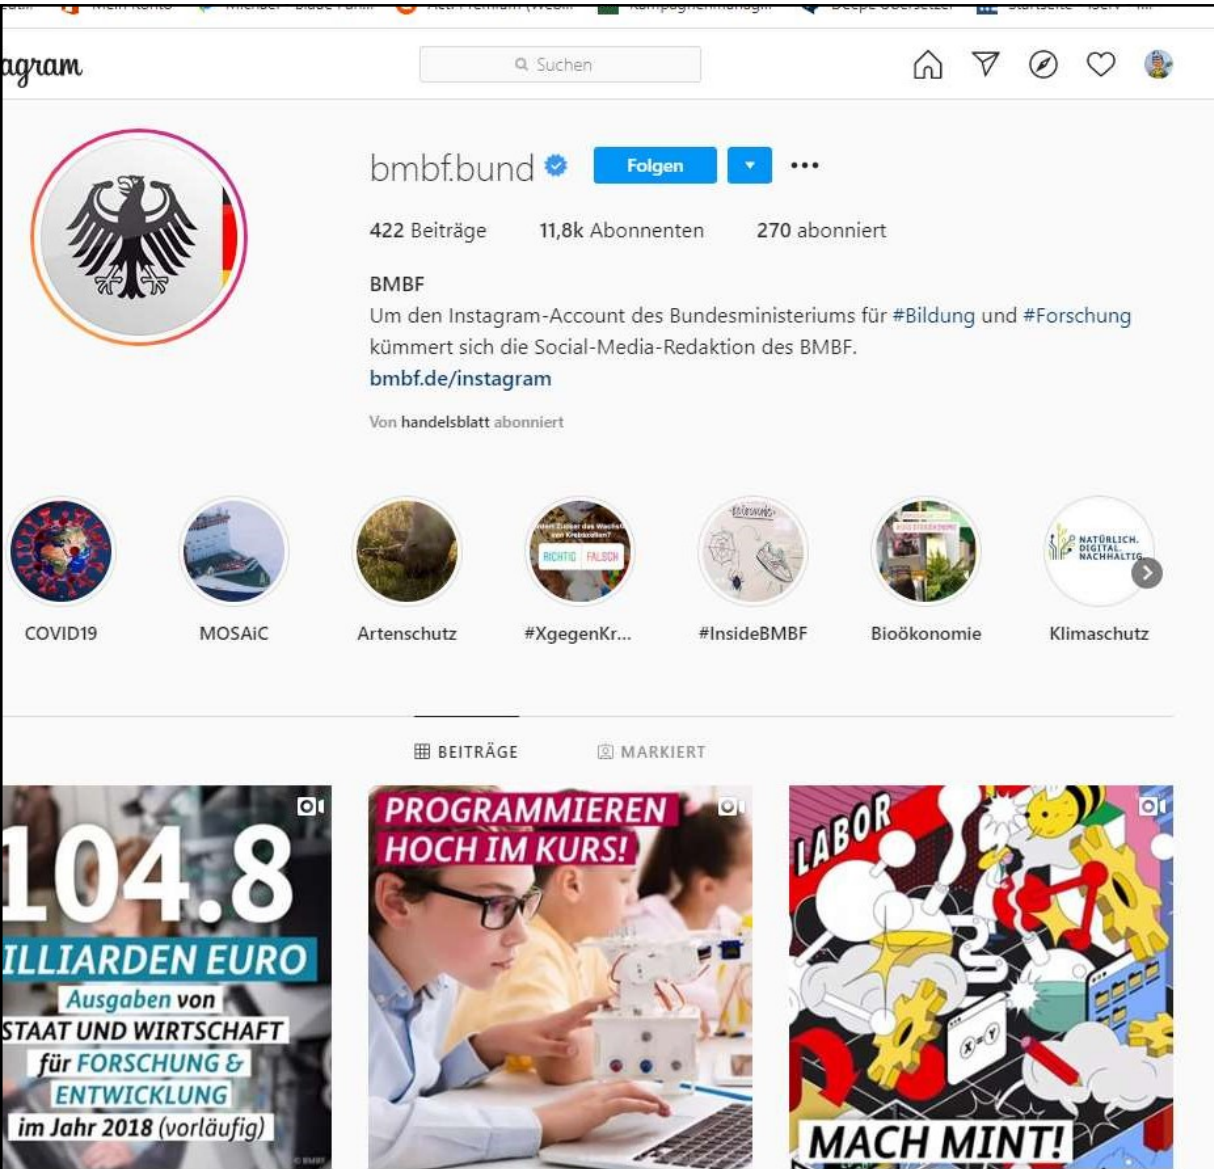 agram
Suchen
bmbf.bund
Folgen
422 Beiträge 11,8k Abonnenten 270 abonniert
BMBF
Um den Instagram-Account des Bundesministeriums für #Bildung und #Forschung
kümmert sich die Social-Media-Redaktion des BMBF.
bmbf.de/instagram
Von handelsblatt abonniert
RICHTIG FALSCH
NATÜRLICH.
DIGITAL.
NACHHALTIG
COVID19 MOSAiC Artenschutz #XgegenKr... #InsideBMBF Bioökonomie Klimaschutz
BEITRÄGE MARKIERT
104.8
ILLIARDEN EURO
Ausgaben von
STAAT UND WIRTSCHAFT
für FORSCHUNG &
ENTWICKLUNG
im Jahr 2018 (vorläufig)
© BMBF
PROGRAMMIEREN
HOCH IM KURS!
LABOR
X=Y
MACH MINT!